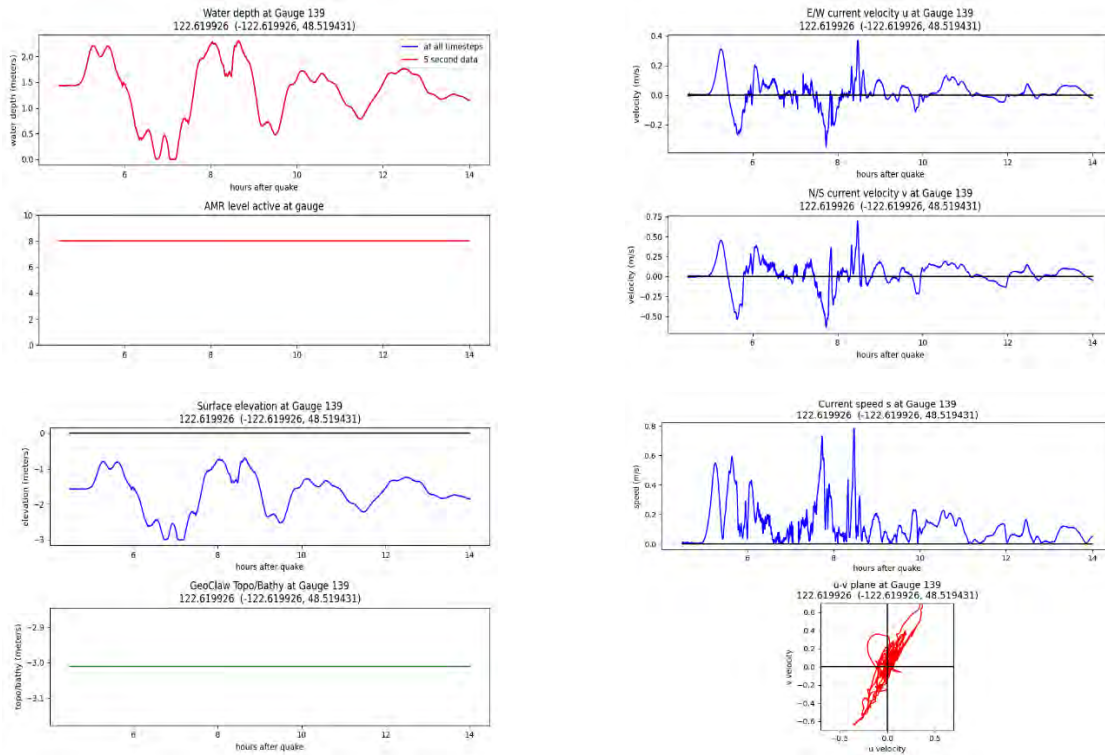 Water depth at Gauge 139
122.619926 (-122.619926, 48.519431)
at all timesteps
5 second data
water depth (meters)
2.0
1.5
1.0
0.5
0.0
6 8 10 12 14
hours after quake
AMR level active at gauge
10
8
6
4
2
0
6 8 10 12 14
Surface elevation at Gauge 139
122.619926 (-122.619926, 48.519431)
elevation (meters)
0
−1
−2
−3
6 8 10 12 14
hours after quake
GeoClaw Topo/Bathy at Gauge 139
122.619926 (-122.619926, 48.519431)
topo/bathy (meters)
−2.9
−3.0
−3.1
6 8 10 12 14
hours after quake
E/W current velocity u at Gauge 139
122.619926 (-122.619926, 48.519431)
velocity (m/s)
0.4
0.2
0.0
−0.2
6 8 10 12 14
hours after quake
N/S current velocity v at Gauge 139
122.619926 (-122.619926, 48.519431)
velocity (m/s)
0.75
0.50
0.25
0.00
−0.25
−0.50
6 8 10 12 14
hours after quake
Current speed s at Gauge 139
122.619926 (-122.619926, 48.519431)
speed (m/s)
0.8
0.6
0.4
0.2
0.0
6 8 10 12 14
hours after quake
u-v plane at Gauge 139
122.619926 (-122.619926, 48.519431)
v velocity
0.6
0.4
0.2
0.0
−0.2
−0.4
−0.6
−0.5 0.0 0.5
u velocity